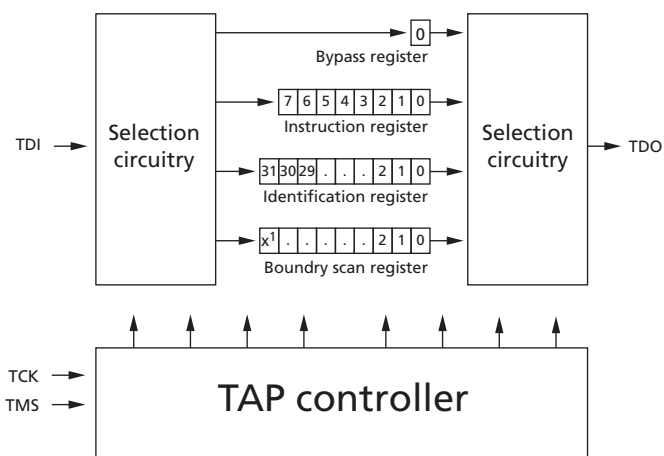 0
Bypass register
7 6 5 4 3 2 1 0
Instruction register
TDI
Selection
circuitry
Selection
circuitry
TDO
31 30 29 . . . 2 1 0
Identification register
x¹ . . . . . 2 1 0
Boundry scan register
TCK
TMS
TAP controller